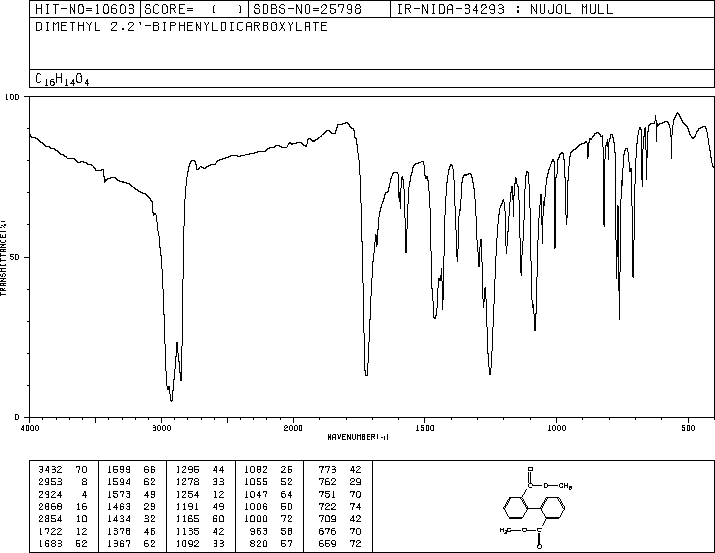 HIT-NO=10603 SCORE= ( ) SDBS-NO=25798 IR-NIDA-34293 : NUJOL MULL
DIMETHYL 2.2'-BIPHENYLDICARBOXYLATE
C16H14O4
100
50
0
TRANSMITTANCE(%)
4000 3000 2000 1500 1000 500
WAVENUMBER(-1)
3432 70 1599 66 1296 44 1082 26 773 42
2953 8 1594 62 1278 33 1055 52 762 29
2924 4 1573 49 1254 12 1047 64 751 70
2868 16 1463 29 1191 49 1006 50 722 74
2854 10 1434 32 1165 60 1000 72 709 42
1722 12 1378 46 1135 42 963 58 676 70
1683 52 1367 62 1092 33 820 57 659 72
O
C O CH3
H3C O C
O